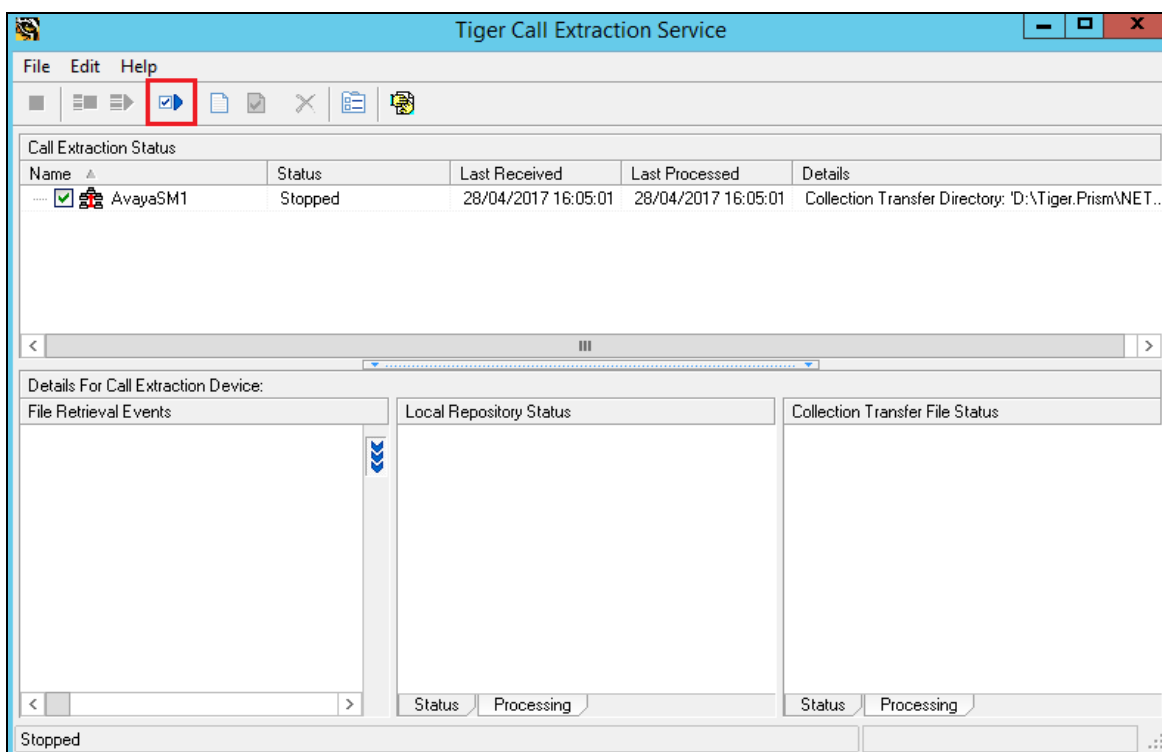 Tiger Call Extraction Service
File Edit Help
Call Extraction Status
Name Status Last Received Last Processed Details
AvayaSM1 Stopped 28/04/2017 16:05:01 28/04/2017 16:05:01 Collection Transfer Directory: 'D:\Tiger.Prism\NET...
Details For Call Extraction Device:
File Retrieval Events Local Repository Status Collection Transfer File Status
Status Processing Status Processing
Stopped